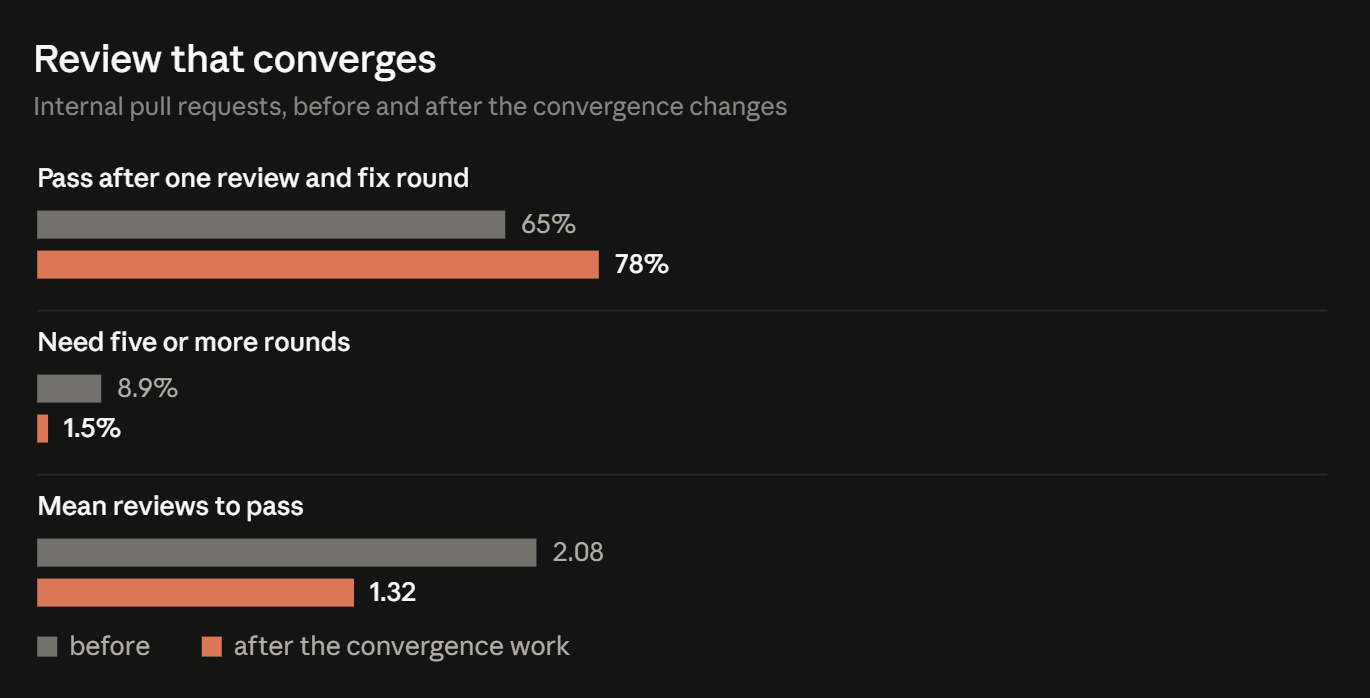 Review that converges
Internal pull requests, before and after the convergence changes
Pass after one review and fix round
65%
78%
Need five or more rounds
8.9%
1.5%
Mean reviews to pass
2.08
1.32
before after the convergence work